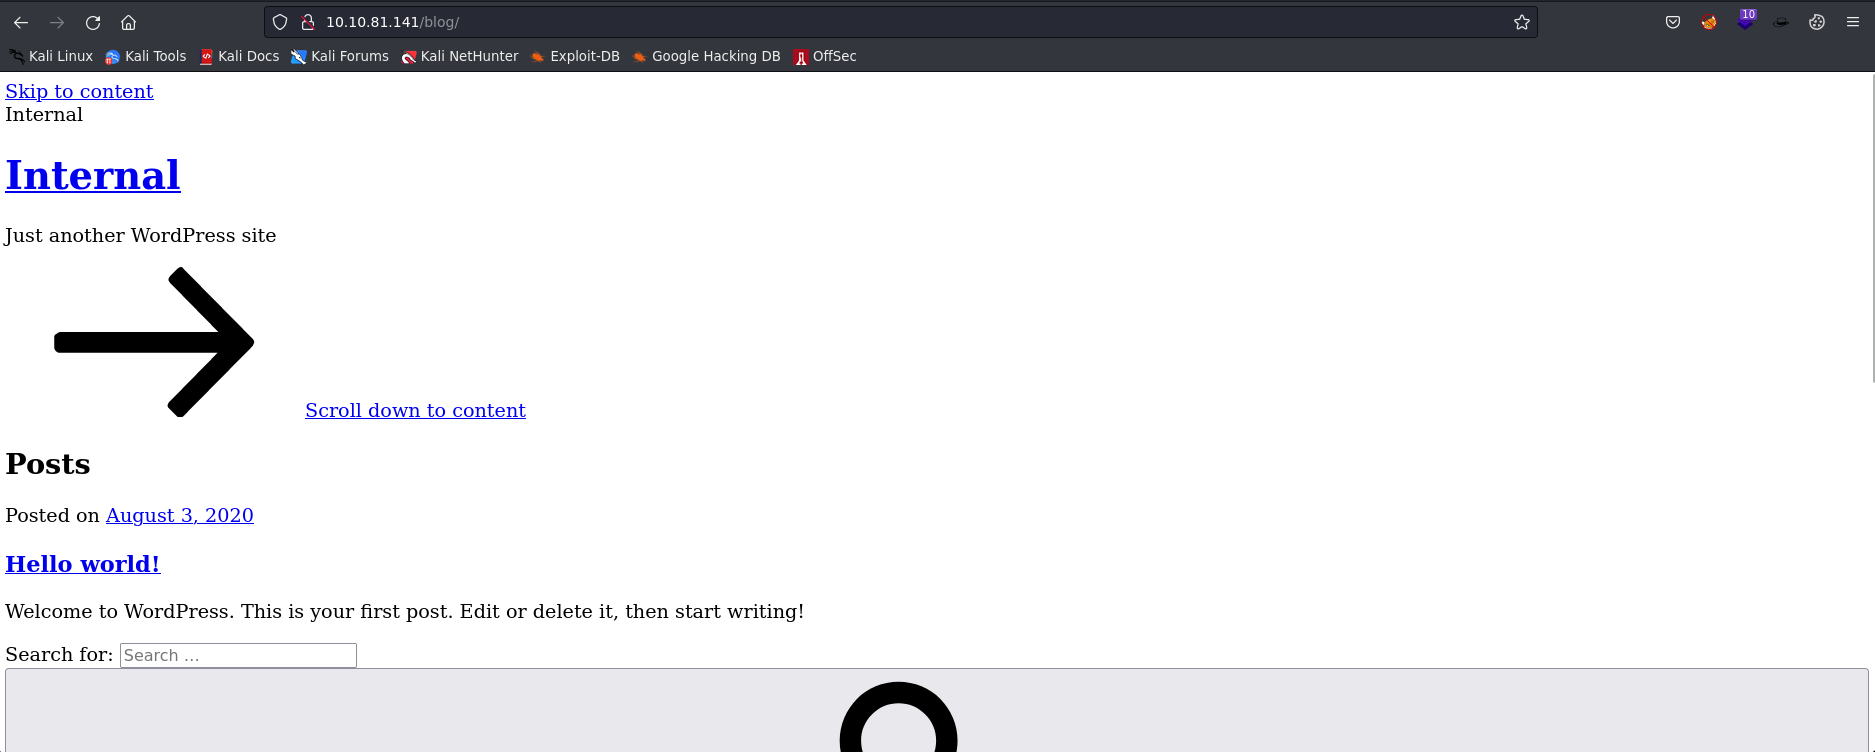 10.10.81.141/blog/
10
Kali Linux Kali Tools Kali Docs Kali Forums Kali NetHunter Exploit-DB Google Hacking DB OffSec
Skip to content
Internal
Internal
Just another WordPress site
Scroll down to content
Posts
Posted on August 3, 2020
Hello world!
Welcome to WordPress. This is your first post. Edit or delete it, then start writing!
Search for: Search …